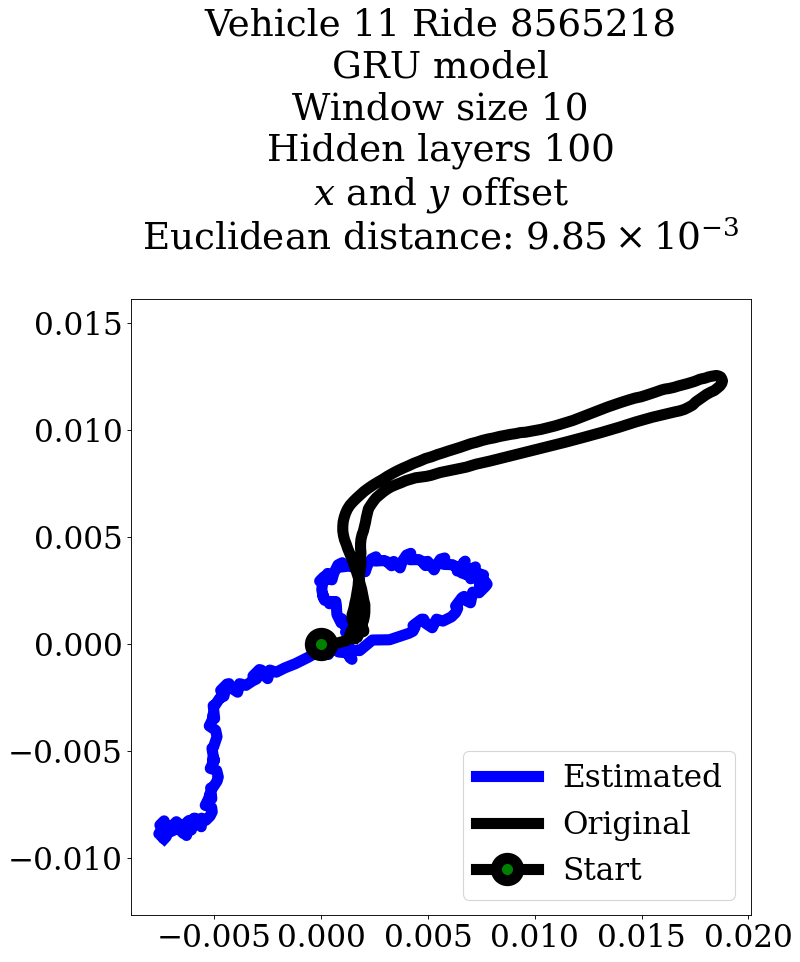 Vehicle 11 Ride 8565218
GRU model
Window size 10
Hidden layers 100
x and y offset
Euclidean distance: 9.85 × 10⁻³
0.015
0.010
0.005
0.000
−0.005
−0.010
Estimated
Original
Start
−0.005 0.000 0.005 0.010 0.015 0.020